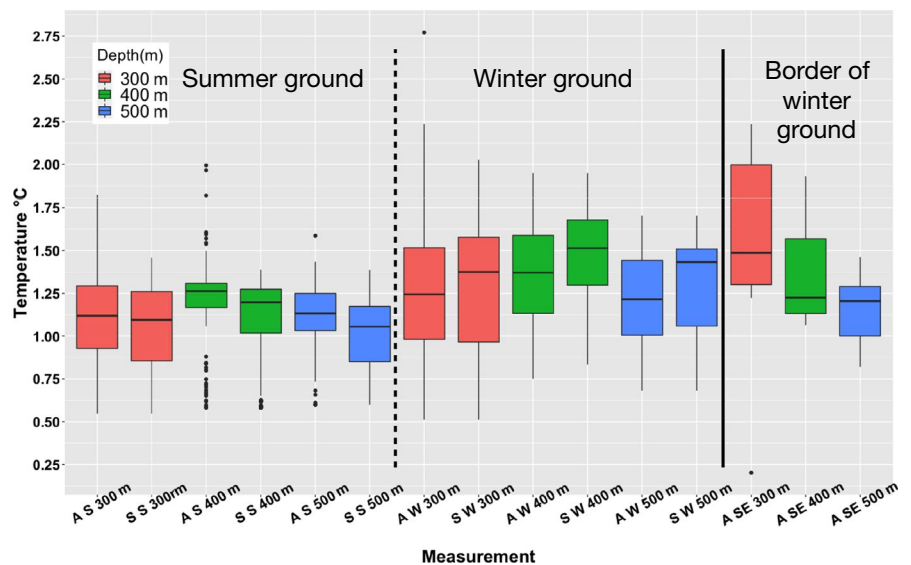 2.75
2.50
2.25
2.00
1.75
1.50
1.25
1.00
0.75
0.50
0.25
Temperature °C
Depth(m)
300 m
400 m
500 m
Summer ground
Winter ground
Border of
winter
ground
A S 300 m
S S 300rm
A S 400 m
S S 400 m
A S 500 m
S S 500 m
A W 300 m
S W 300 m
A W 400 m
S W 400 m
A W 500 m
S W 500 m
A SE 300 m
A SE 400 m
A SE 500 m
Measurement